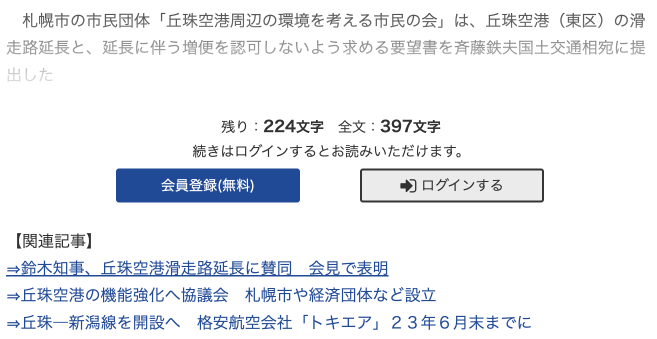 札幌市の市民団体「丘珠空港周辺の環境を考える市民の会」は、丘珠空港（東区）の滑
走路延長と、延長に伴う増便を認可しないよう求める要望書を斉藤鉄夫国土交通相宛に提
出した
残り：224文字　全文：397文字
続きはログインするとお読みいただけます。
会員登録(無料)
ログインする
【関連記事】
⇒鈴木知事、丘珠空港滑走路延長に賛同　会見で表明
⇒丘珠空港の機能強化へ協議会　札幌市や経済団体など設立
⇒丘珠―新潟線を開設へ　格安航空会社「トキエア」２３年６月末までに